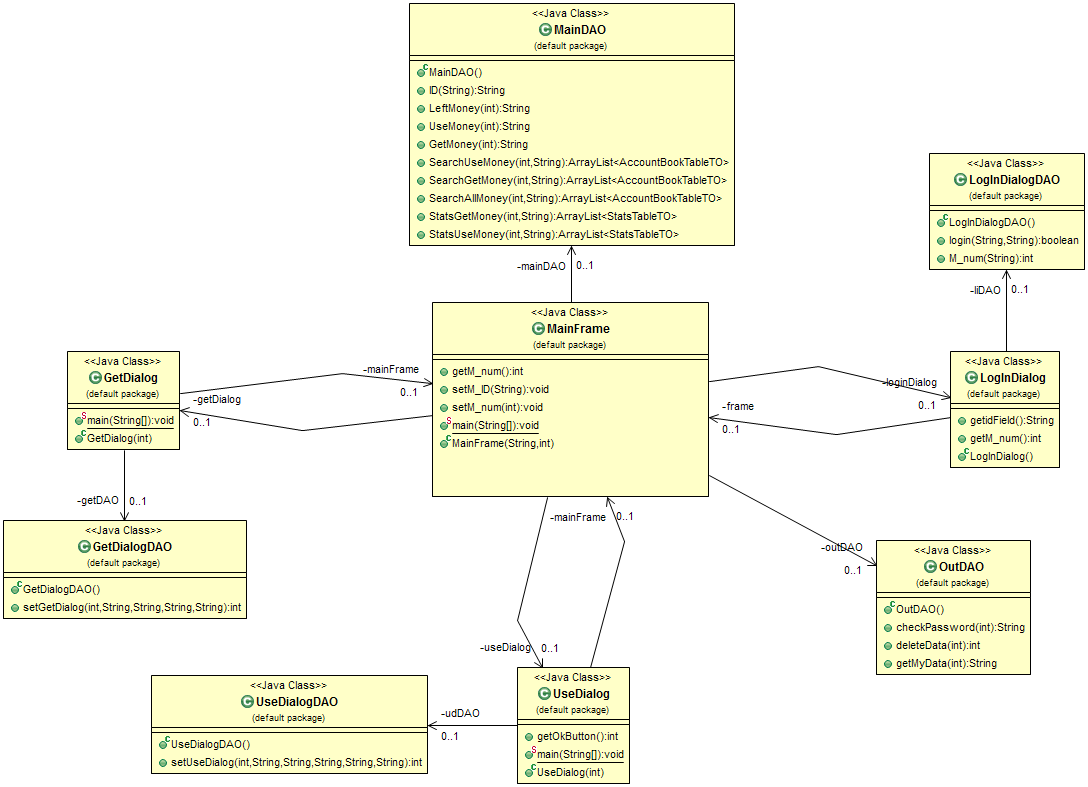 <<Java Class>>
MainDAO
(default package)
MainDAO()
ID(String):String
LeftMoney(int):String
UseMoney(int):String
GetMoney(int):String
SearchUseMoney(int,String):ArrayList<AccountBookTableTO>
SearchGetMoney(int,String):ArrayList<AccountBookTableTO>
SearchAllMoney(int,String):ArrayList<AccountBookTableTO>
StatsGetMoney(int,String):ArrayList<StatsTableTO>
StatsUseMoney(int,String):ArrayList<StatsTableTO>
<<Java Class>>
LogInDialogDAO
(default package)
LogInDialogDAO()
login(String,String):boolean
M_num(String):int
-mainDAO 0..1
-liDAO 0..1
<<Java Class>>
MainFrame
(default package)
getM_num():int
setM_ID(String):void
setM_num(int):void
main(String[]):void
MainFrame(String,int)
<<Java Class>>
GetDialog
(default package)
main(String[]):void
GetDialog(int)
-mainFrame
0..1
-getDialog
0..1
<<Java Class>>
LogInDialog
(default package)
getidField():String
getM_num():int
LogInDialog()
-loginDialog
0..1
-frame
0..1
-getDAO 0..1
<<Java Class>>
GetDialogDAO
(default package)
GetDialogDAO()
setGetDialog(int,String,String,String,String):int
-mainFrame 0..1
-outDAO
0..1
<<Java Class>>
OutDAO
(default package)
OutDAO()
checkPassword(int):String
deleteData(int):int
getMyData(int):String
-useDialog 0..1
<<Java Class>>
UseDialogDAO
(default package)
UseDialogDAO()
setUseDialog(int,String,String,String,String,String):int
-udDAO
0..1
<<Java Class>>
UseDialog
(default package)
getOkButton():int
main(String[]):void
UseDialog(int)